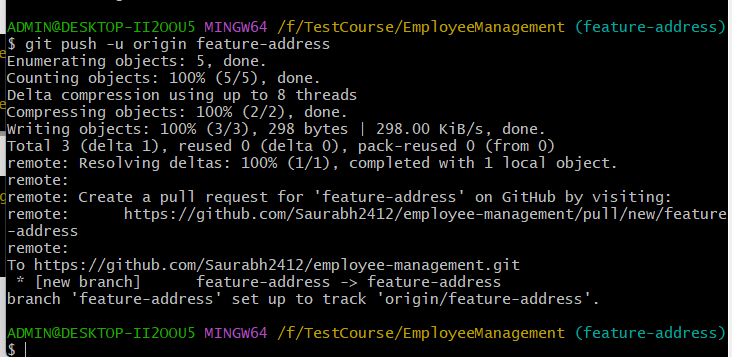 ADMIN@DESKTOP-II2OOU5 MINGW64 /f/TestCourse/EmployeeManagement (feature-address)
$ git push -u origin feature-address
Enumerating objects: 5, done.
Counting objects: 100% (5/5), done.
Delta compression using up to 8 threads
Compressing objects: 100% (2/2), done.
Writing objects: 100% (3/3), 298 bytes | 298.00 KiB/s, done.
Total 3 (delta 1), reused 0 (delta 0), pack-reused 0 (from 0)
remote: Resolving deltas: 100% (1/1), completed with 1 local object.
remote:
remote: Create a pull request for 'feature-address' on GitHub by visiting:
remote:      https://github.com/Saurabh2412/employee-management/pull/new/feature
-address
remote:
To https://github.com/Saurabh2412/employee-management.git
 * [new branch]      feature-address -> feature-address
branch 'feature-address' set up to track 'origin/feature-address'.
ADMIN@DESKTOP-II2OOU5 MINGW64 /f/TestCourse/EmployeeManagement (feature-address)
$